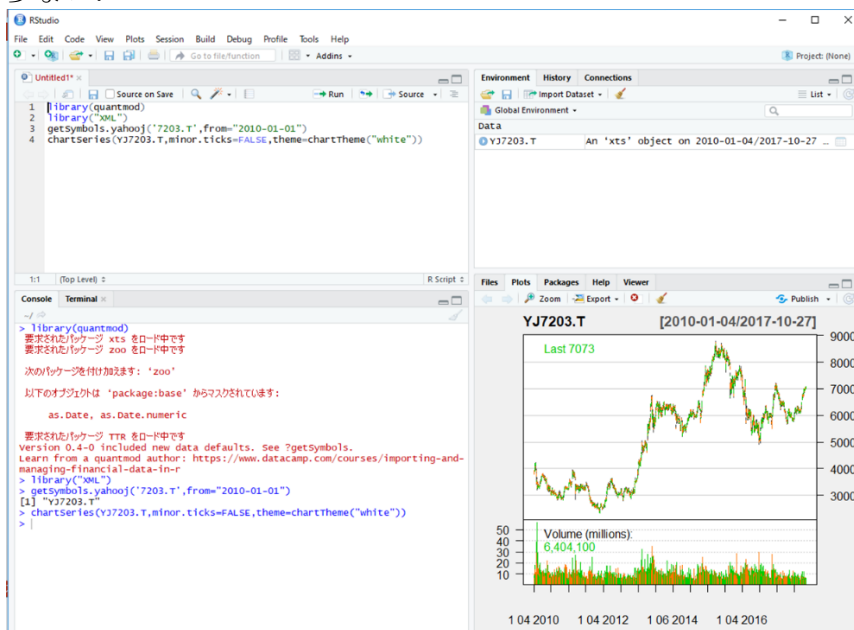 RStudio
File Edit Code View Plots Session Build Debug Profile Tools Help
Go to file/function Addins Project: (None)
Untitled1*
Source on Save Run Source
1 library(quantmod)
2 library("XML")
3 getSymbols.yahooj('7203.T',from="2010-01-01")
4 chartSeries(YJ7203.T,minor.ticks=FALSE,theme=chartTheme("white"))
1:1 (Top Level) R Script
Console Terminal
~/
> library(quantmod)
要求されたパッケージ xts をロード中です
要求されたパッケージ zoo をロード中です
次のパッケージを付け加えます: ‘zoo’
以下のオブジェクトは ‘package:base’ からマスクされています:
as.Date, as.Date.numeric
要求されたパッケージ TTR をロード中です
Version 0.4-0 included new data defaults. See ?getSymbols.
Learn from a quantmod author: https://www.datacamp.com/courses/importing-and-
managing-financial-data-in-r
> library("XML")
> getSymbols.yahooj('7203.T',from="2010-01-01")
[1] "YJ7203.T"
> chartSeries(YJ7203.T,minor.ticks=FALSE,theme=chartTheme("white"))
>
Environment History Connections
Import Dataset List
Global Environment
Data
YJ7203.T An ‘xts’ object on 2010-01-04/2017-10-27 …
Files Plots Packages Help Viewer
Zoom Export Publish
YJ7203.T [2010-01-04/2017-10-27]
Last 7073
9000
8000
7000
6000
5000
4000
3000
Volume (millions):
6,404,100
50
40
30
20
10
1 04 2010 1 04 2012 1 06 2014 1 04 2016